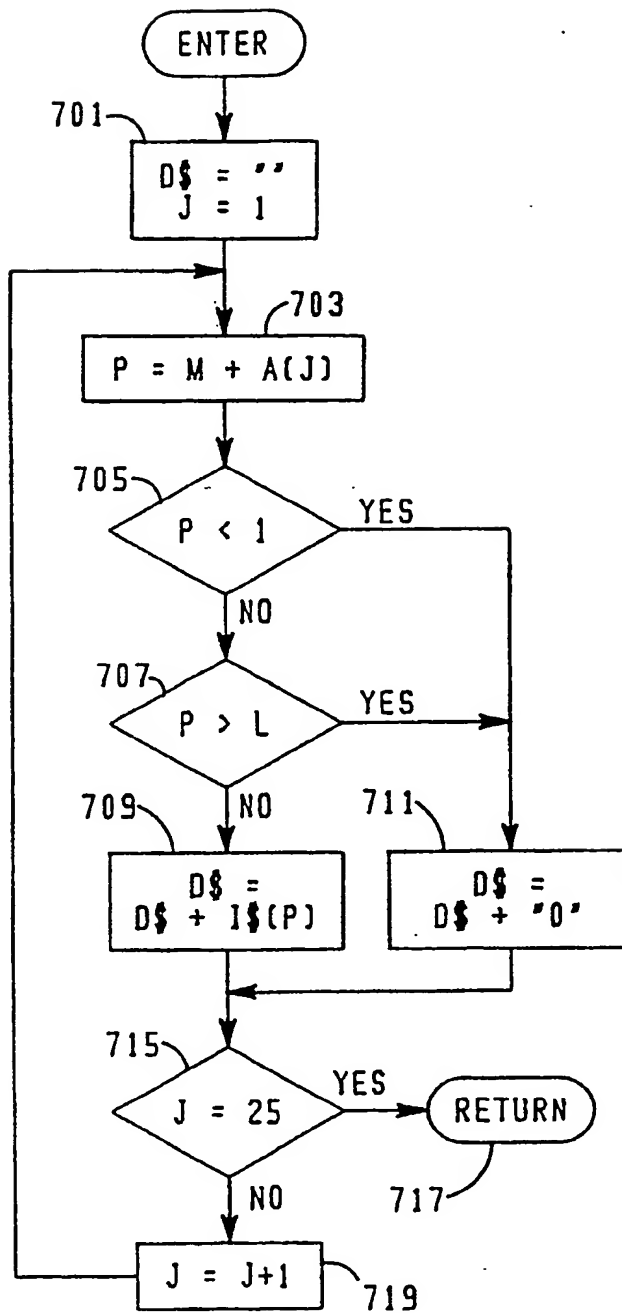 ENTER
701
D$ = ""
J = 1
703
P = M + A(J)
705
P < 1
YES
NO
707
P > L
YES
NO
709
D$ =
D$ + I$(P)
711
D$ =
D$ + "0"
715
J = 25
YES
RETURN
717
NO
J = J+1
719